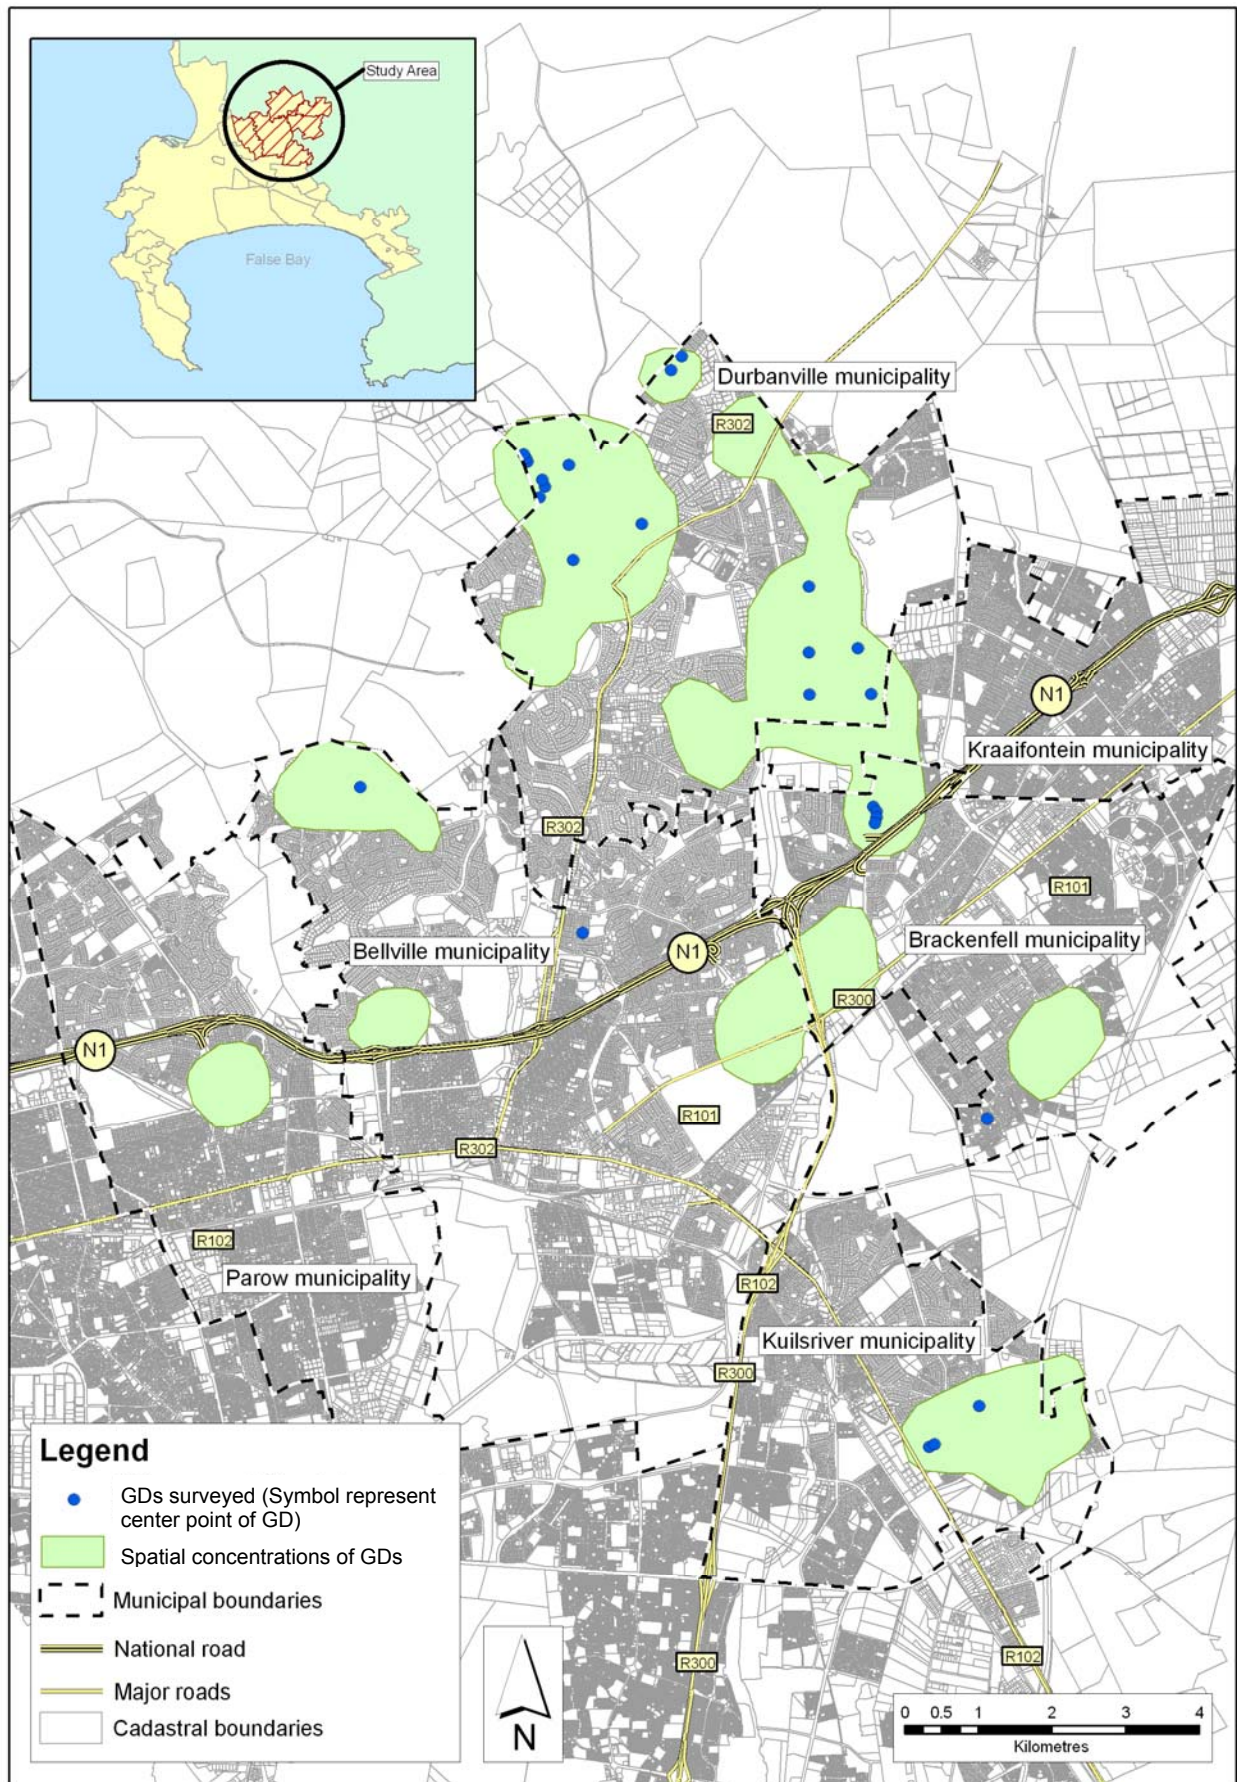 Study Area
False Bay
Durbanville municipality
R302
N1
Kraaifontein municipality
R302
R101
Bellville municipality
N1
Brackenfell municipality
R300
N1
R101
R302
R102
Parow municipality
R102
Kuilsriver municipality
R300
Legend
GDs surveyed (Symbol represent
center point of GD)
Spatial concentrations of GDs
Municipal boundaries
National road
Major roads
Cadastral boundaries
N
R300
R102
0 0.5 1 2 3 4
Kilometres